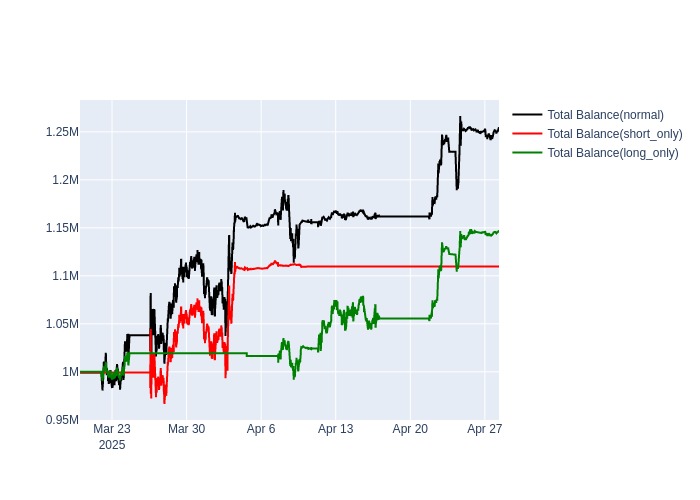 Total Balance(normal)
Total Balance(short_only)
Total Balance(long_only)
1.25M
1.2M
1.15M
1.1M
1.05M
1M
0.95M
Mar 23
2025
Mar 30
Apr 6
Apr 13
Apr 20
Apr 27